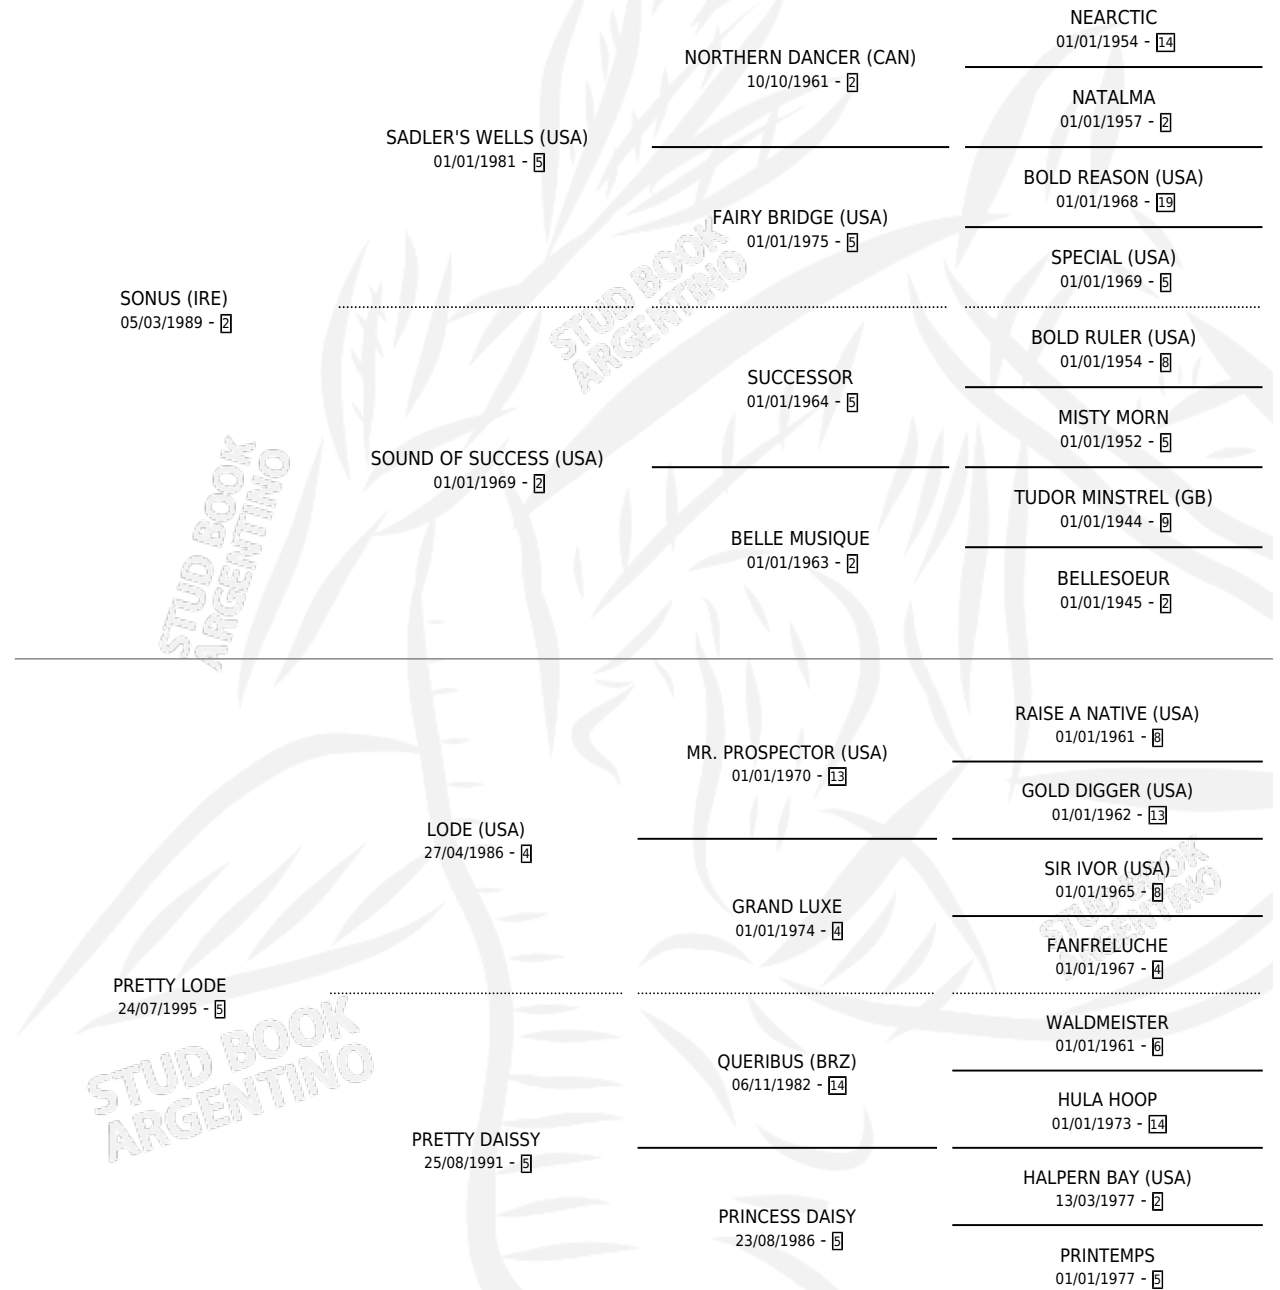 NEARCTIC
01/01/1954 - 14
NORTHERN DANCER (CAN)
10/10/1961 - 2
NATALMA
01/01/1957 - 2
SADLER'S WELLS (USA)
01/01/1981 - 5
BOLD REASON (USA)
01/01/1968 - 19
FAIRY BRIDGE (USA)
01/01/1975 - 5
SPECIAL (USA)
01/01/1969 - 5
SONUS (IRE)
05/03/1989 - 2
STUD BOOK
ARGENTINO
BOLD RULER (USA)
01/01/1954 - 8
SUCCESSOR
01/01/1964 - 5
MISTY MORN
01/01/1952 - 5
SOUND OF SUCCESS (USA)
01/01/1969 - 2
TUDOR MINSTREL (GB)
01/01/1944 - 9
BELLE MUSIQUE
01/01/1963 - 2
BELLESOEUR
01/01/1945 - 2
STUD BOOK
ARGENTINO
RAISE A NATIVE (USA)
01/01/1961 - 8
MR. PROSPECTOR (USA)
01/01/1970 - 13
GOLD DIGGER (USA)
01/01/1962 - 13
LODE (USA)
27/04/1986 - 4
SIR IVOR (USA)
01/01/1965 - 8
GRAND LUXE
01/01/1974 - 4
STUD BOOK
ARGENTINO
FANFRELUCHE
01/01/1967 - 4
PRETTY LODE
24/07/1995 - 5
STUD BOOK
ARGENTINO
WALDMEISTER
01/01/1961 - 6
QUERIBUS (BRZ)
06/11/1982 - 14
HULA HOOP
01/01/1973 - 14
PRETTY DAISSY
25/08/1991 - 5
HALPERN BAY (USA)
13/03/1977 - 2
PRINCESS DAISY
23/08/1986 - 5
PRINTEMPS
01/01/1977 - 5